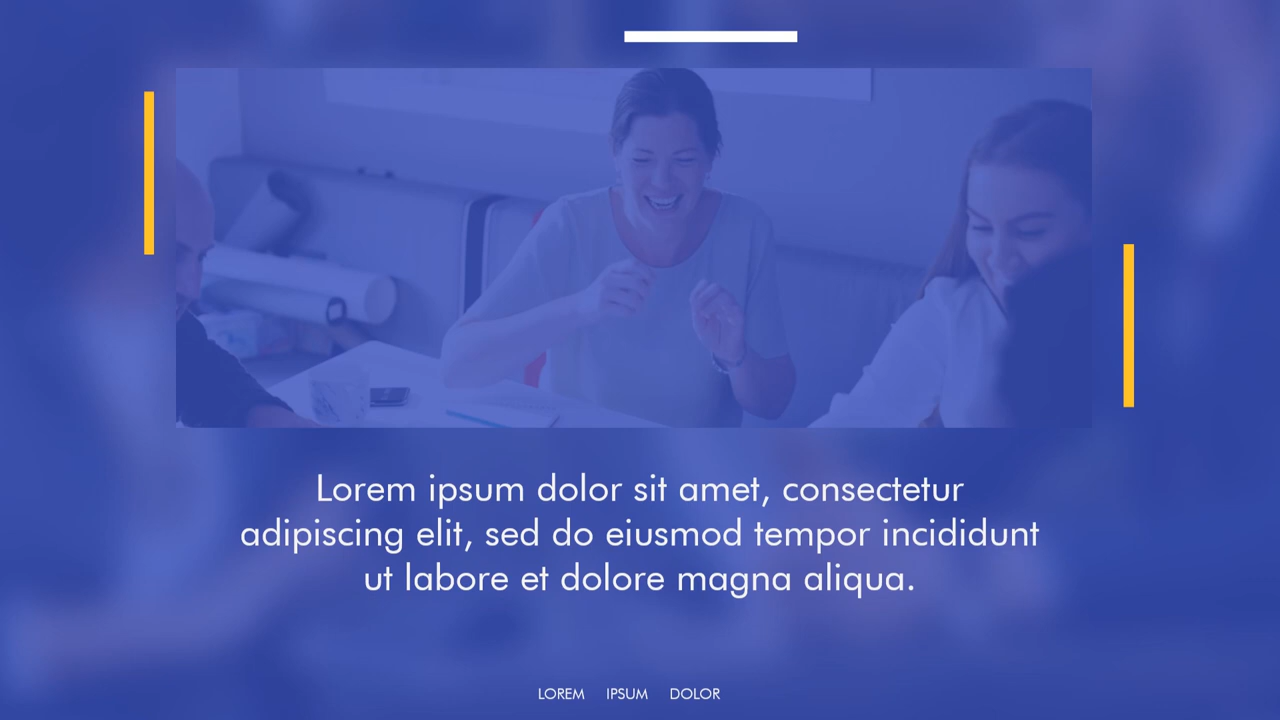 Lorem ipsum dolor sit amet, consectetur
adipiscing elit, sed do eiusmod tempor incididunt
ut labore et dolore magna aliqua.
LOREM IPSUM DOLOR